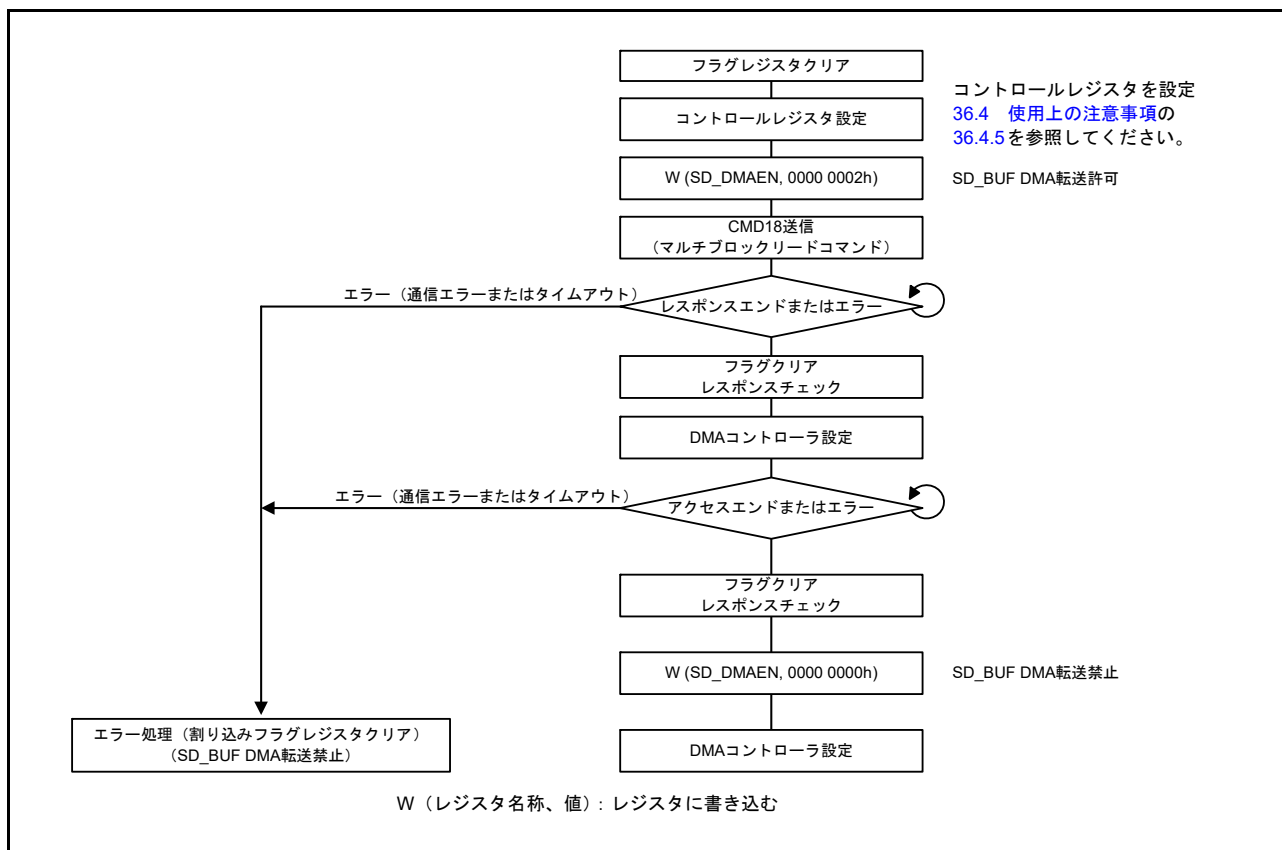 フラグレジスタクリア
コントロールレジスタ設定
コントロールレジスタを設定
36.4 使用上の注意事項の
36.4.5を参照してください。
W (SD_DMAEN, 0000 0002h)
SD_BUF DMA転送許可
CMD18送信
（マルチブロックリードコマンド）
エラー（通信エラーまたはタイムアウト）
レスポンスエンドまたはエラー
フラグクリア
レスポンスチェック
DMAコントローラ設定
エラー（通信エラーまたはタイムアウト）
アクセスエンドまたはエラー
フラグクリア
レスポンスチェック
W (SD_DMAEN, 0000 0000h)
SD_BUF DMA転送禁止
エラー処理（割り込みフラグレジスタクリア）
（SD_BUF DMA転送禁止）
DMAコントローラ設定
W（レジスタ名称、値）: レジスタに書き込む